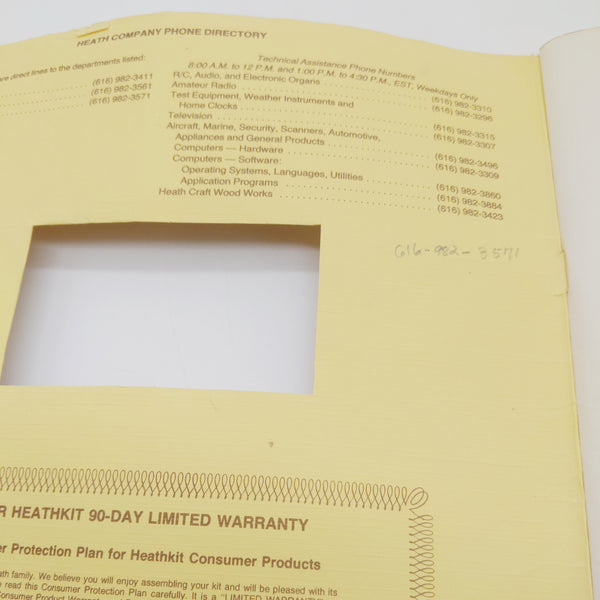 HEATH COMPANY PHONE DIRECTORY
are direct lines to the departments listed:
(616) 982-3411
(616) 982-3561
(616) 982-3571
Technical Assistance Phone Numbers
8:00 A.M. to 12 P.M. and 1:00 P.M. to 4:30 P.M., EST, Weekdays Only
R/C, Audio, and Electronic Organs . . . . . . . . . . . . . . . . . . . . (616) 982-3310
Amateur Radio . . . . . . . . . . . . . . . . . . . . . . . . . . . . . . . . . . . . . (616) 982-3296
Test Equipment, Weather Instruments and
Home Clocks . . . . . . . . . . . . . . . . . . . . . . . . . . . . . . . . . . . . (616) 982-3315
Television . . . . . . . . . . . . . . . . . . . . . . . . . . . . . . . . . . . . . . . . . (616) 982-3307
Aircraft, Marine, Security, Scanners, Automotive,
Appliances and General Products . . . . . . . . . . . . . . . . . . . (616) 982-3496
Computers — Hardware . . . . . . . . . . . . . . . . . . . . . . . . . . . . (616) 982-3309
Computers — Software:
Operating Systems, Languages, Utilities . . . . . . . . . . . . . (616) 982-3860
Application Programs . . . . . . . . . . . . . . . . . . . . . . . . . . . . . (616) 982-3884
Heath Craft Wood Works . . . . . . . . . . . . . . . . . . . . . . . . . . . (616) 982-3423
616-982-3571
R HEATHKIT 90-DAY LIMITED WARRANTY
er Protection Plan for Heathkit Consumer Products
ath family. We believe you will enjoy assembling your kit and will be pleased with its
e read this Consumer Protection Plan carefully. It is a "LIMITED WARRANTY"
Consumer Product